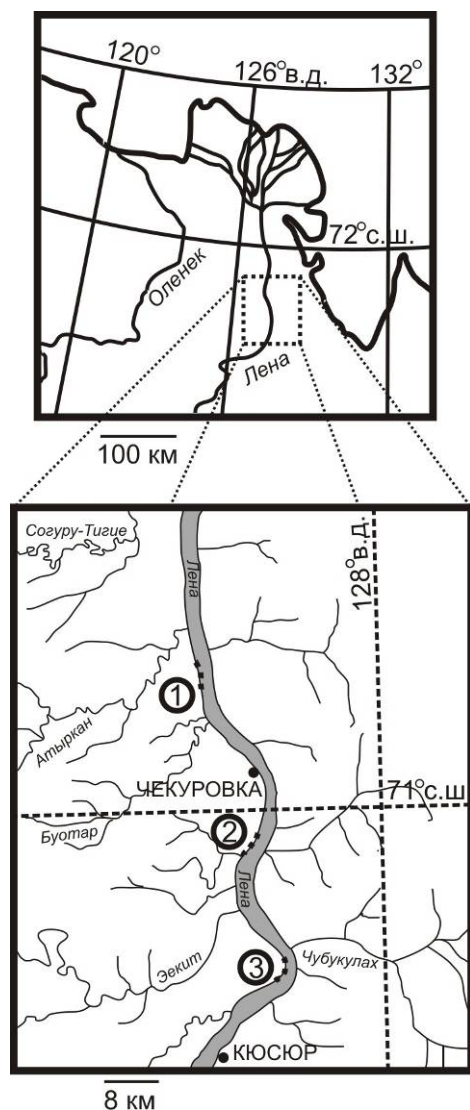 120°
126°в.д.
132°
72°с.ш.
Оленек
Лена
100 км
Согуру-Тигие
Лена
128°в.д.
1
Атыркан
ЧЕКУРОВКА
71°с.ш
Буотар
2
Лена
Эекит
3
Чубукулах
КЮСЮР
8 км